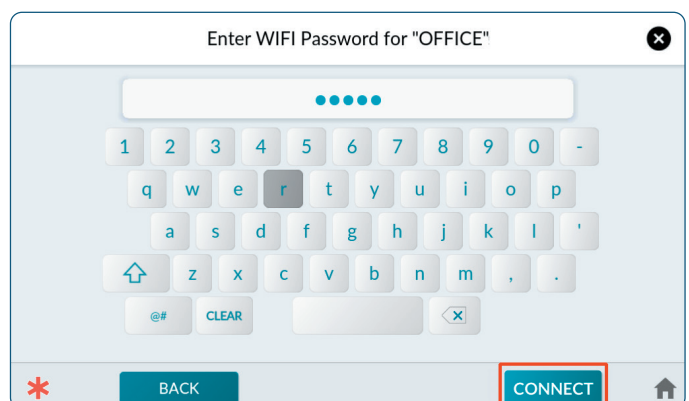 Enter WIFI Password for "OFFICE"
●●●●●
1 2 3 4 5 6 7 8 9 0 -
q w e r t y u i o p
a s d f g h j k l '
z x c v b n m , .
@# CLEAR
BACK CONNECT